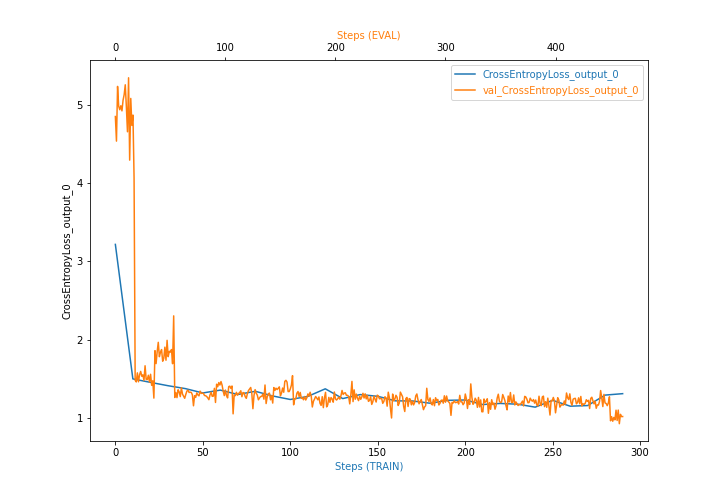 Steps (EVAL)
0 100 200 300 400
CrossEntropyLoss_output_0
val_CrossEntropyLoss_output_0
5
4
3
2
1
CrossEntropyLoss_output_0
0 50 100 150 200 250 300
Steps (TRAIN)